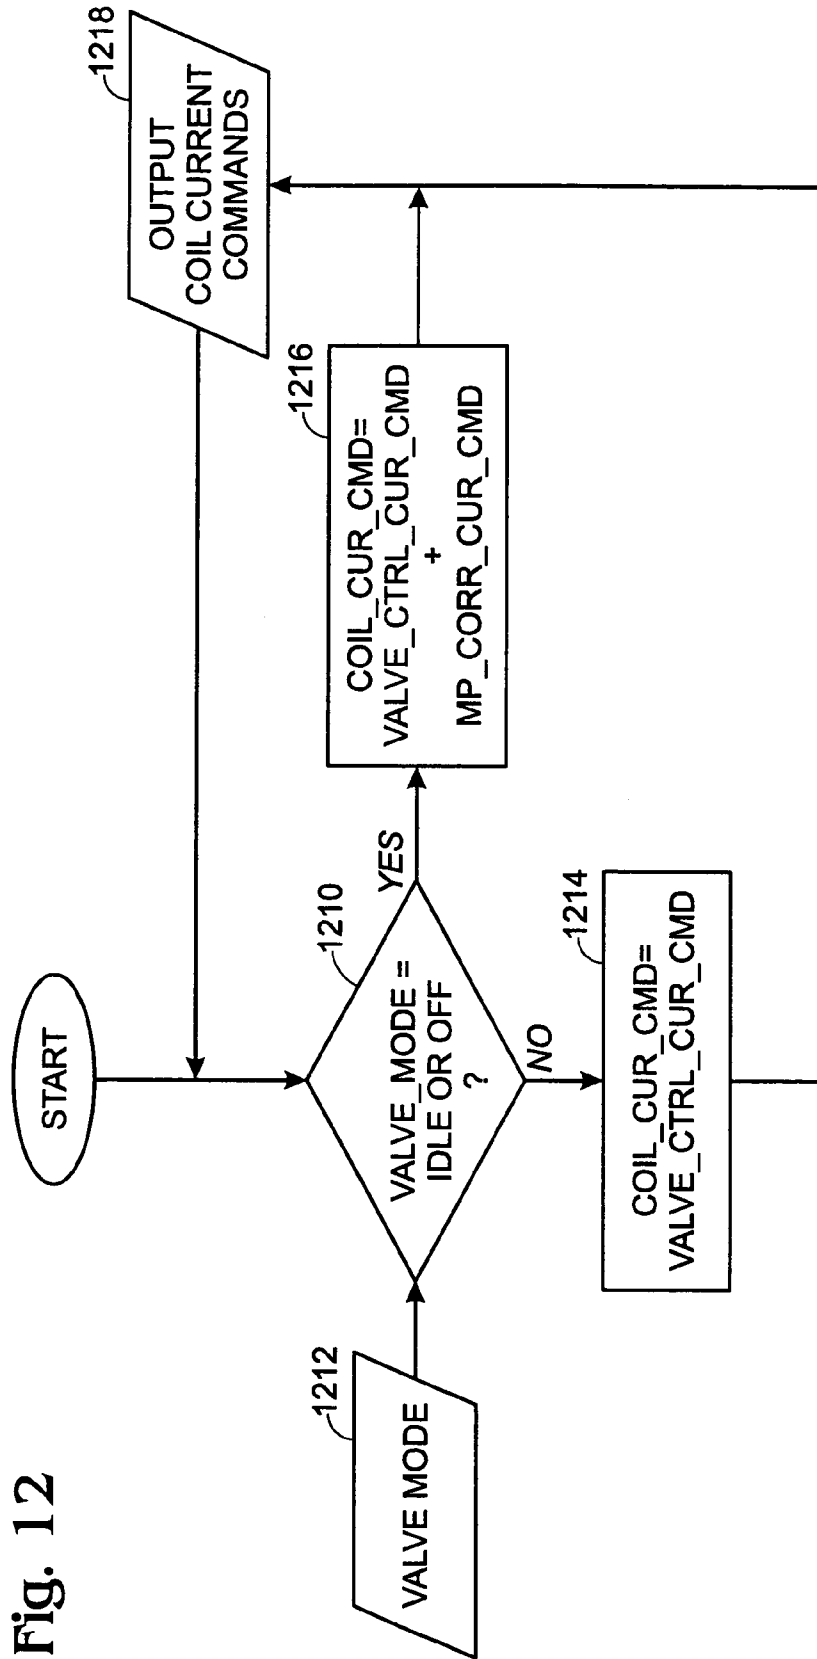 Fig. 12
START
1218
OUTPUT
COIL CURRENT
COMMANDS
1212
VALVE MODE
1210
VALVE_MODE =
IDLE OR OFF
?
YES
NO
1216
COIL_CUR_CMD=
VALVE_CTRL_CUR_CMD
+
MP_CORR_CUR_CMD
1214
COIL_CUR_CMD=
VALVE_CTRL_CUR_CMD